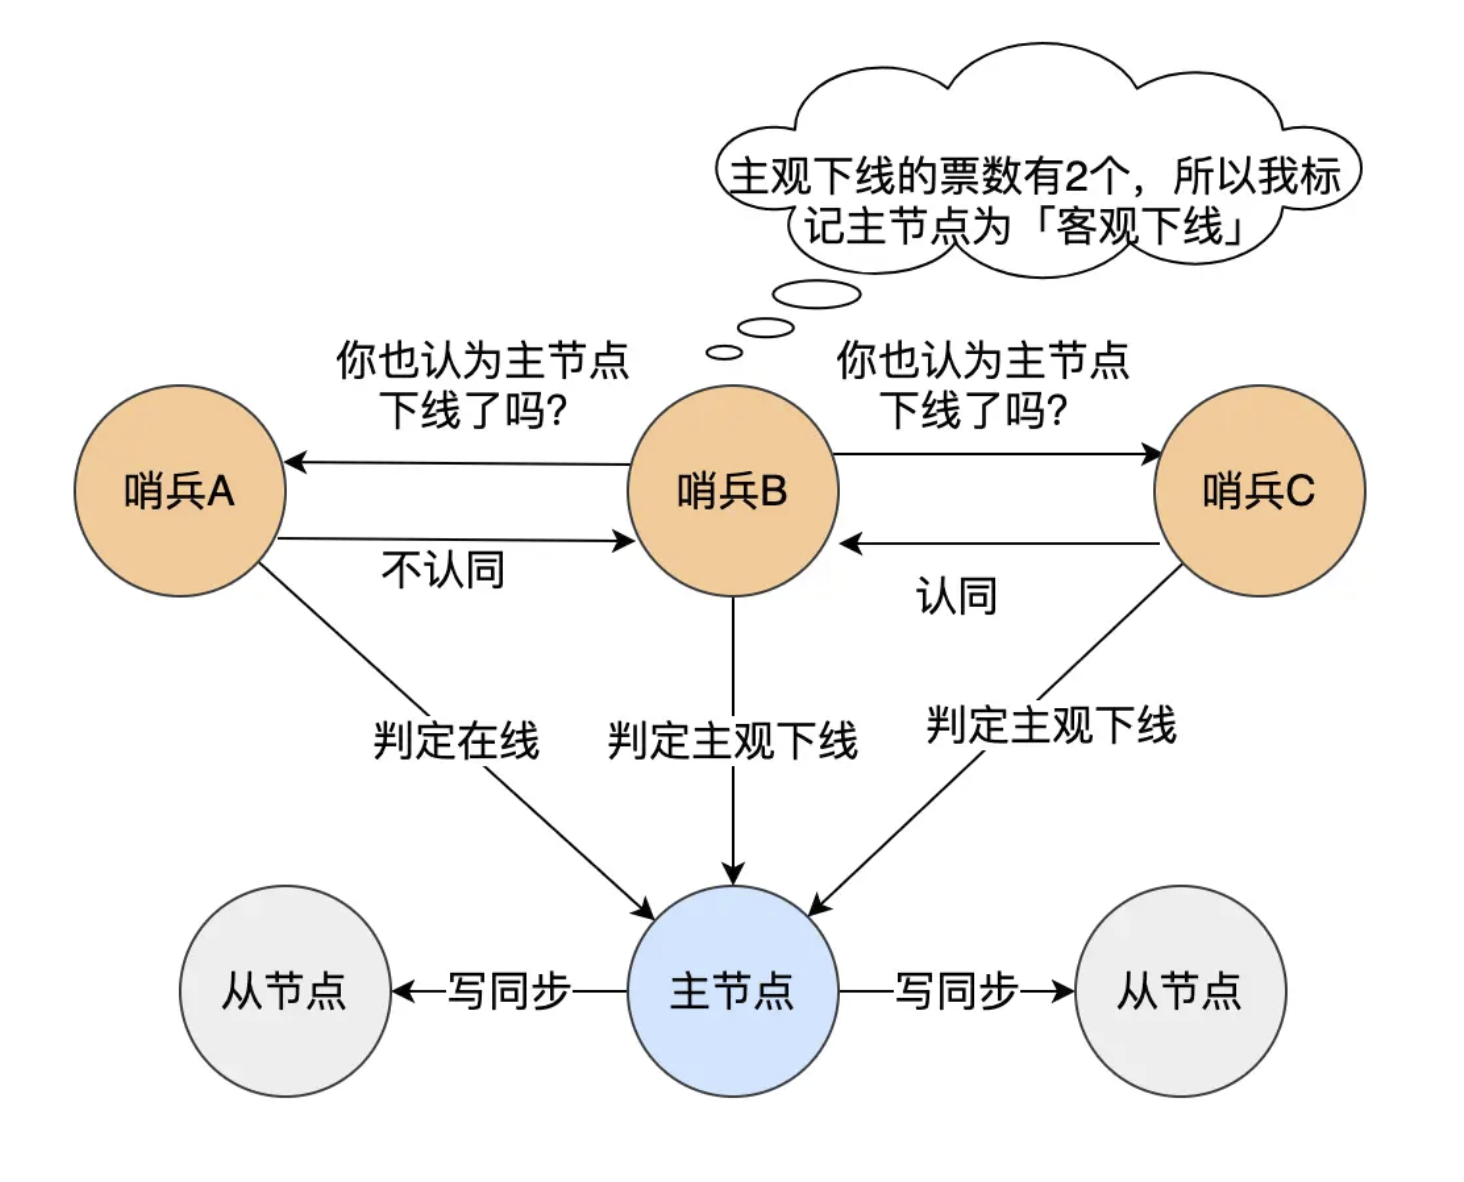 主观下线的票数有2个，所以我标
记主节点为「客观下线」
你也认为主节点
下线了吗？
你也认为主节点
下线了吗？
哨兵A
哨兵B
哨兵C
不认同
认同
判定在线
判定主观下线
判定主观下线
从节点
写同步
主节点
写同步
从节点